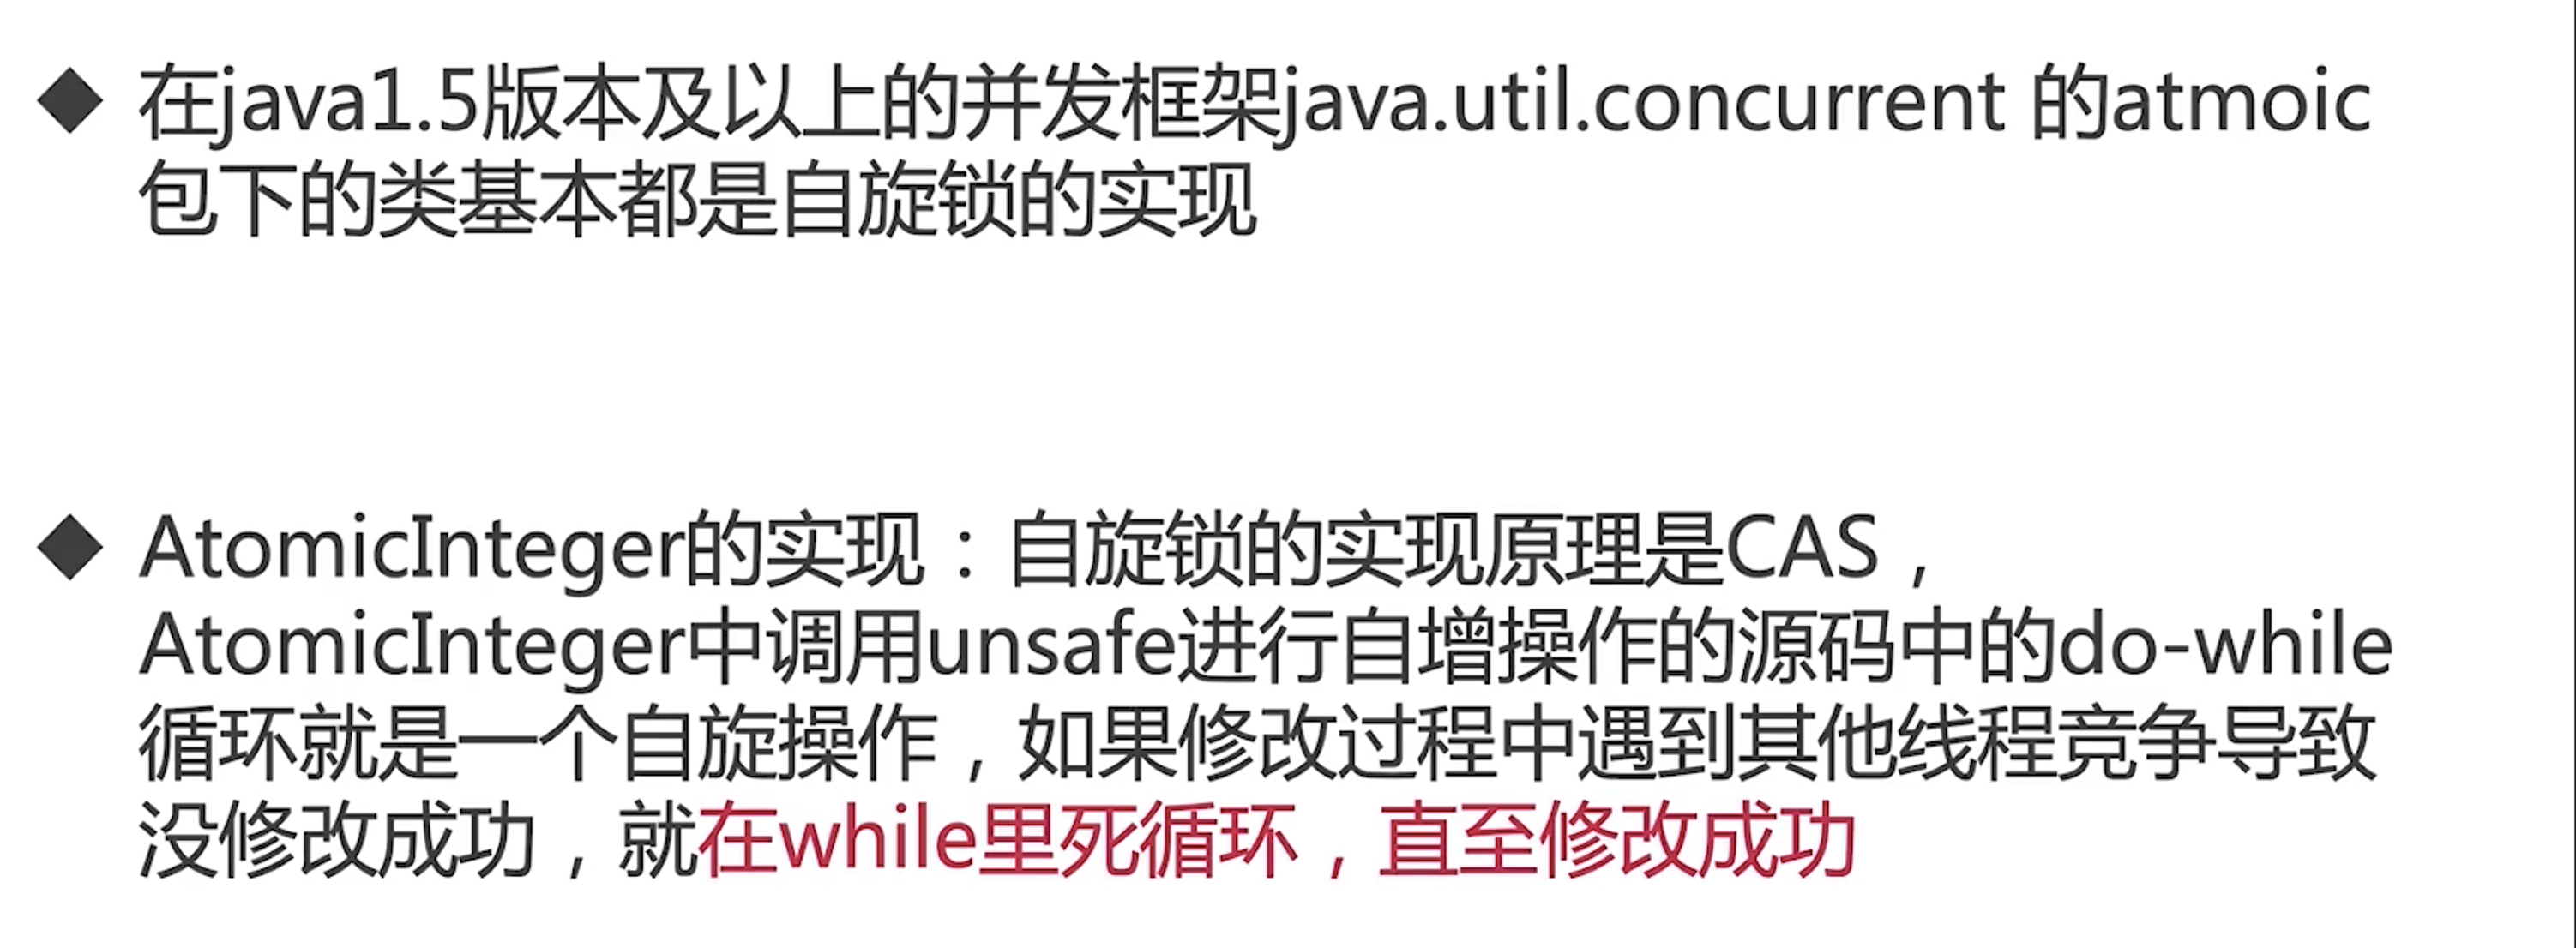 在java1.5版本及以上的并发框架java.util.concurrent 的atmoic
包下的类基本都是自旋锁的实现
AtomicInteger的实现：自旋锁的实现原理是CAS，
AtomicInteger中调用unsafe进行自增操作的源码中的do-while
循环就是一个自旋操作，如果修改过程中遇到其他线程竞争导致
没修改成功，就在while里死循环，直至修改成功